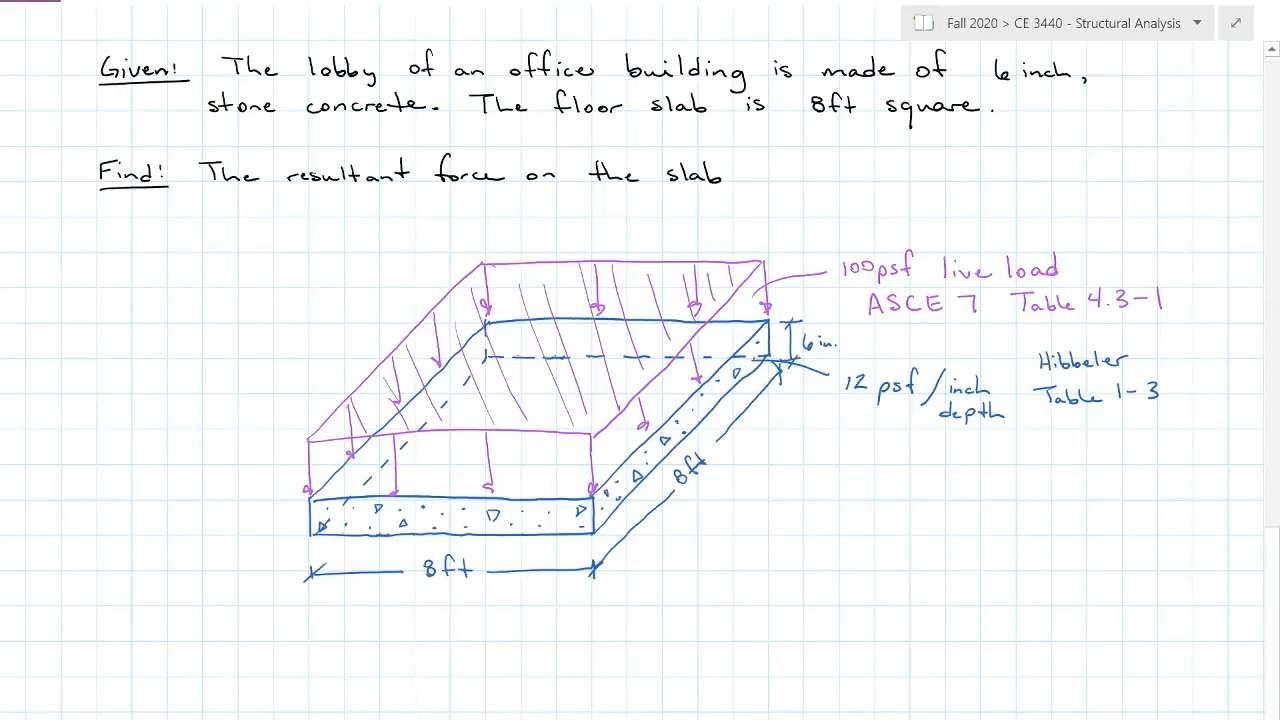 Fall 2020 > CE 3440 - Structural Analysis
Given: The lobby of an office building is made of 6 inch,
stone concrete. The floor slab is 8ft square.
Find: The resultant force on the slab
100psf live load
ASCE 7 Table 4.3-1
6 in.
12 psf/inch
depth
Hibbeler
Table 1-3
8ft
8ft